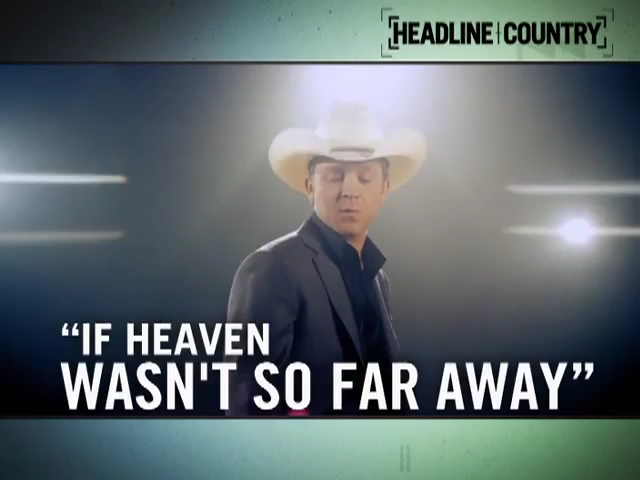 HEADLINE COUNTRY
“IF HEAVEN
WASN'T SO FAR AWAY”